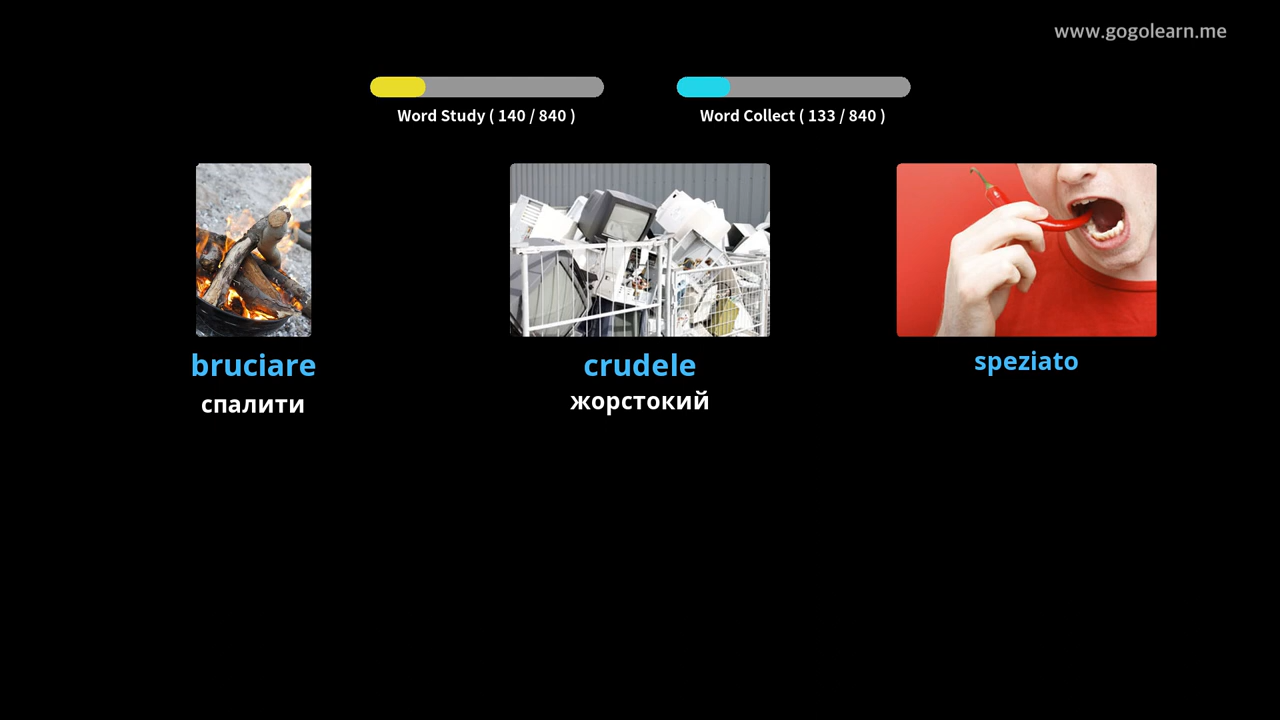 www.gogolearn.me
Word Study ( 140 / 840 )
Word Collect ( 133 / 840 )
bruciare
спалити
crudele
жорстокий
speziato